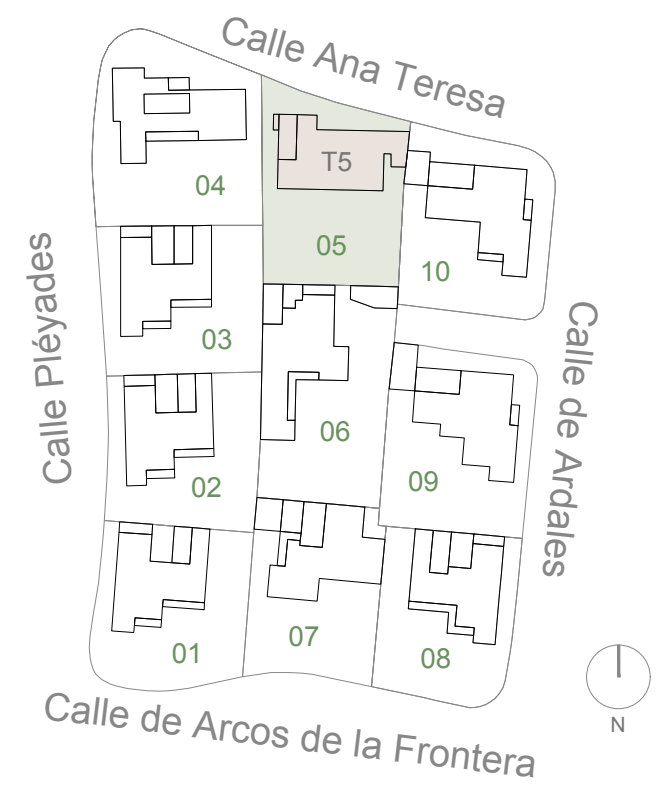 Calle Ana Teresa
T5
04
05
10
Calle Pléyades
03
Calle de Ardales
06
09
02
07
01
08
Calle de Arcos de la Frontera
N